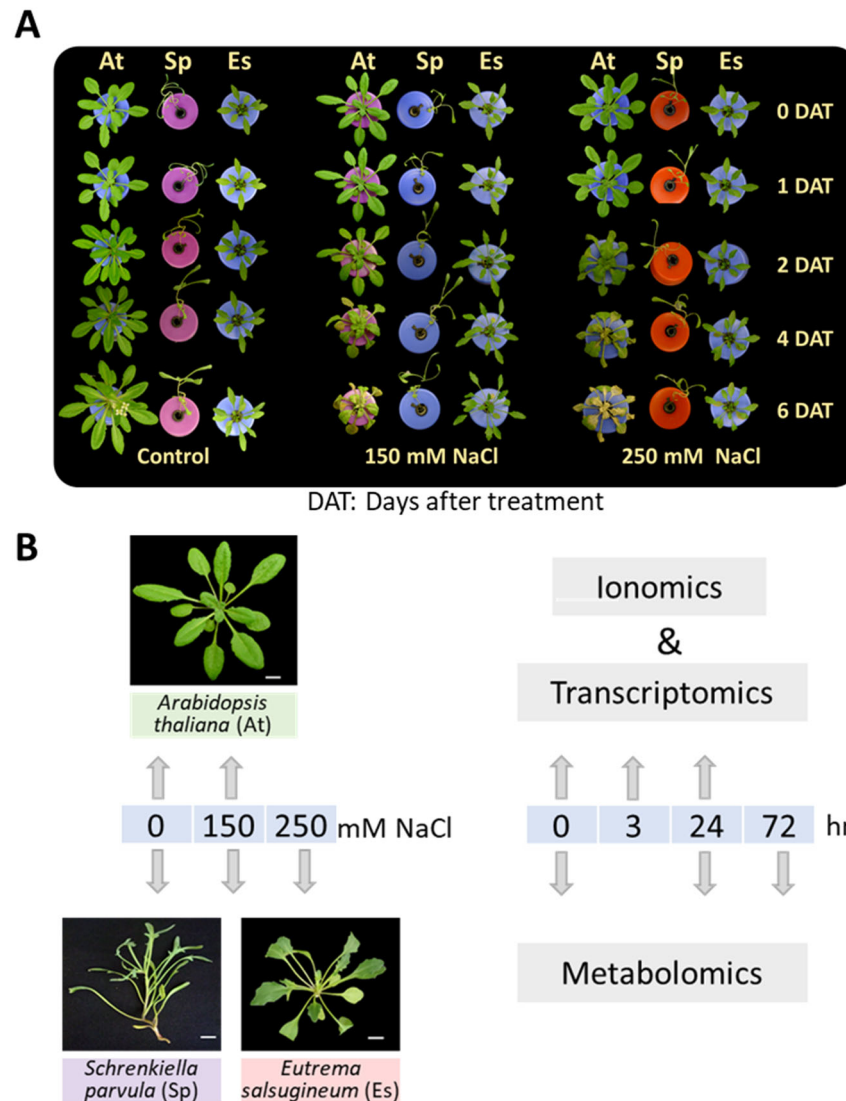 A
At Sp Es At Sp Es At Sp Es
0 DAT
1 DAT
2 DAT
4 DAT
6 DAT
Control 150 mM NaCl 250 mM NaCl
DAT: Days after treatment
B
Arabidopsis
thaliana (At)
0 150 250 mM NaCl
Schrenkiella
parvula (Sp)
Eutrema
salsugineum (Es)
Ionomics
&
Transcriptomics
0 3 24 72 hr
Metabolomics